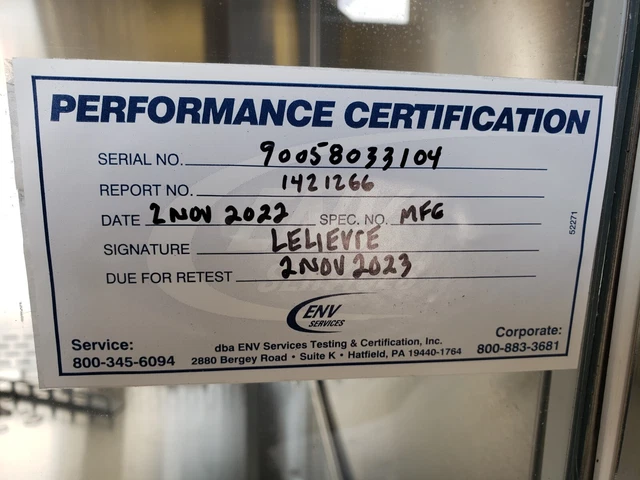 PERFORMANCE CERTIFICATION
SERIAL NO. 90058033104
REPORT NO. 1421266
DATE 2 NOV 2022 SPEC. NO. MFG
SIGNATURE LELIEVRE
DUE FOR RETEST 2 NOV 2023
52271
ENV
SERVICES
Service:
800-345-6094
dba ENV Services Testing & Certification, Inc.
2880 Bergey Road • Suite K • Hatfield, PA 19440-1764
Corporate:
800-883-3681